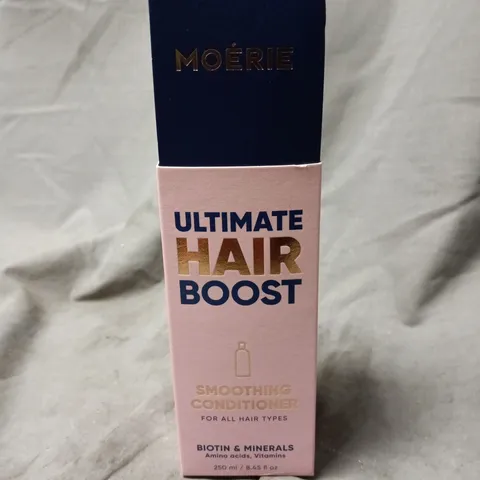 MOÉRIE
ULTIMATE
HAIR
BOOST
SMOOTHING
CONDITIONER
FOR ALL HAIR TYPES
BIOTIN & MINERALS
Amino acids, Vitamins
250 ml / 8.45 fl oz